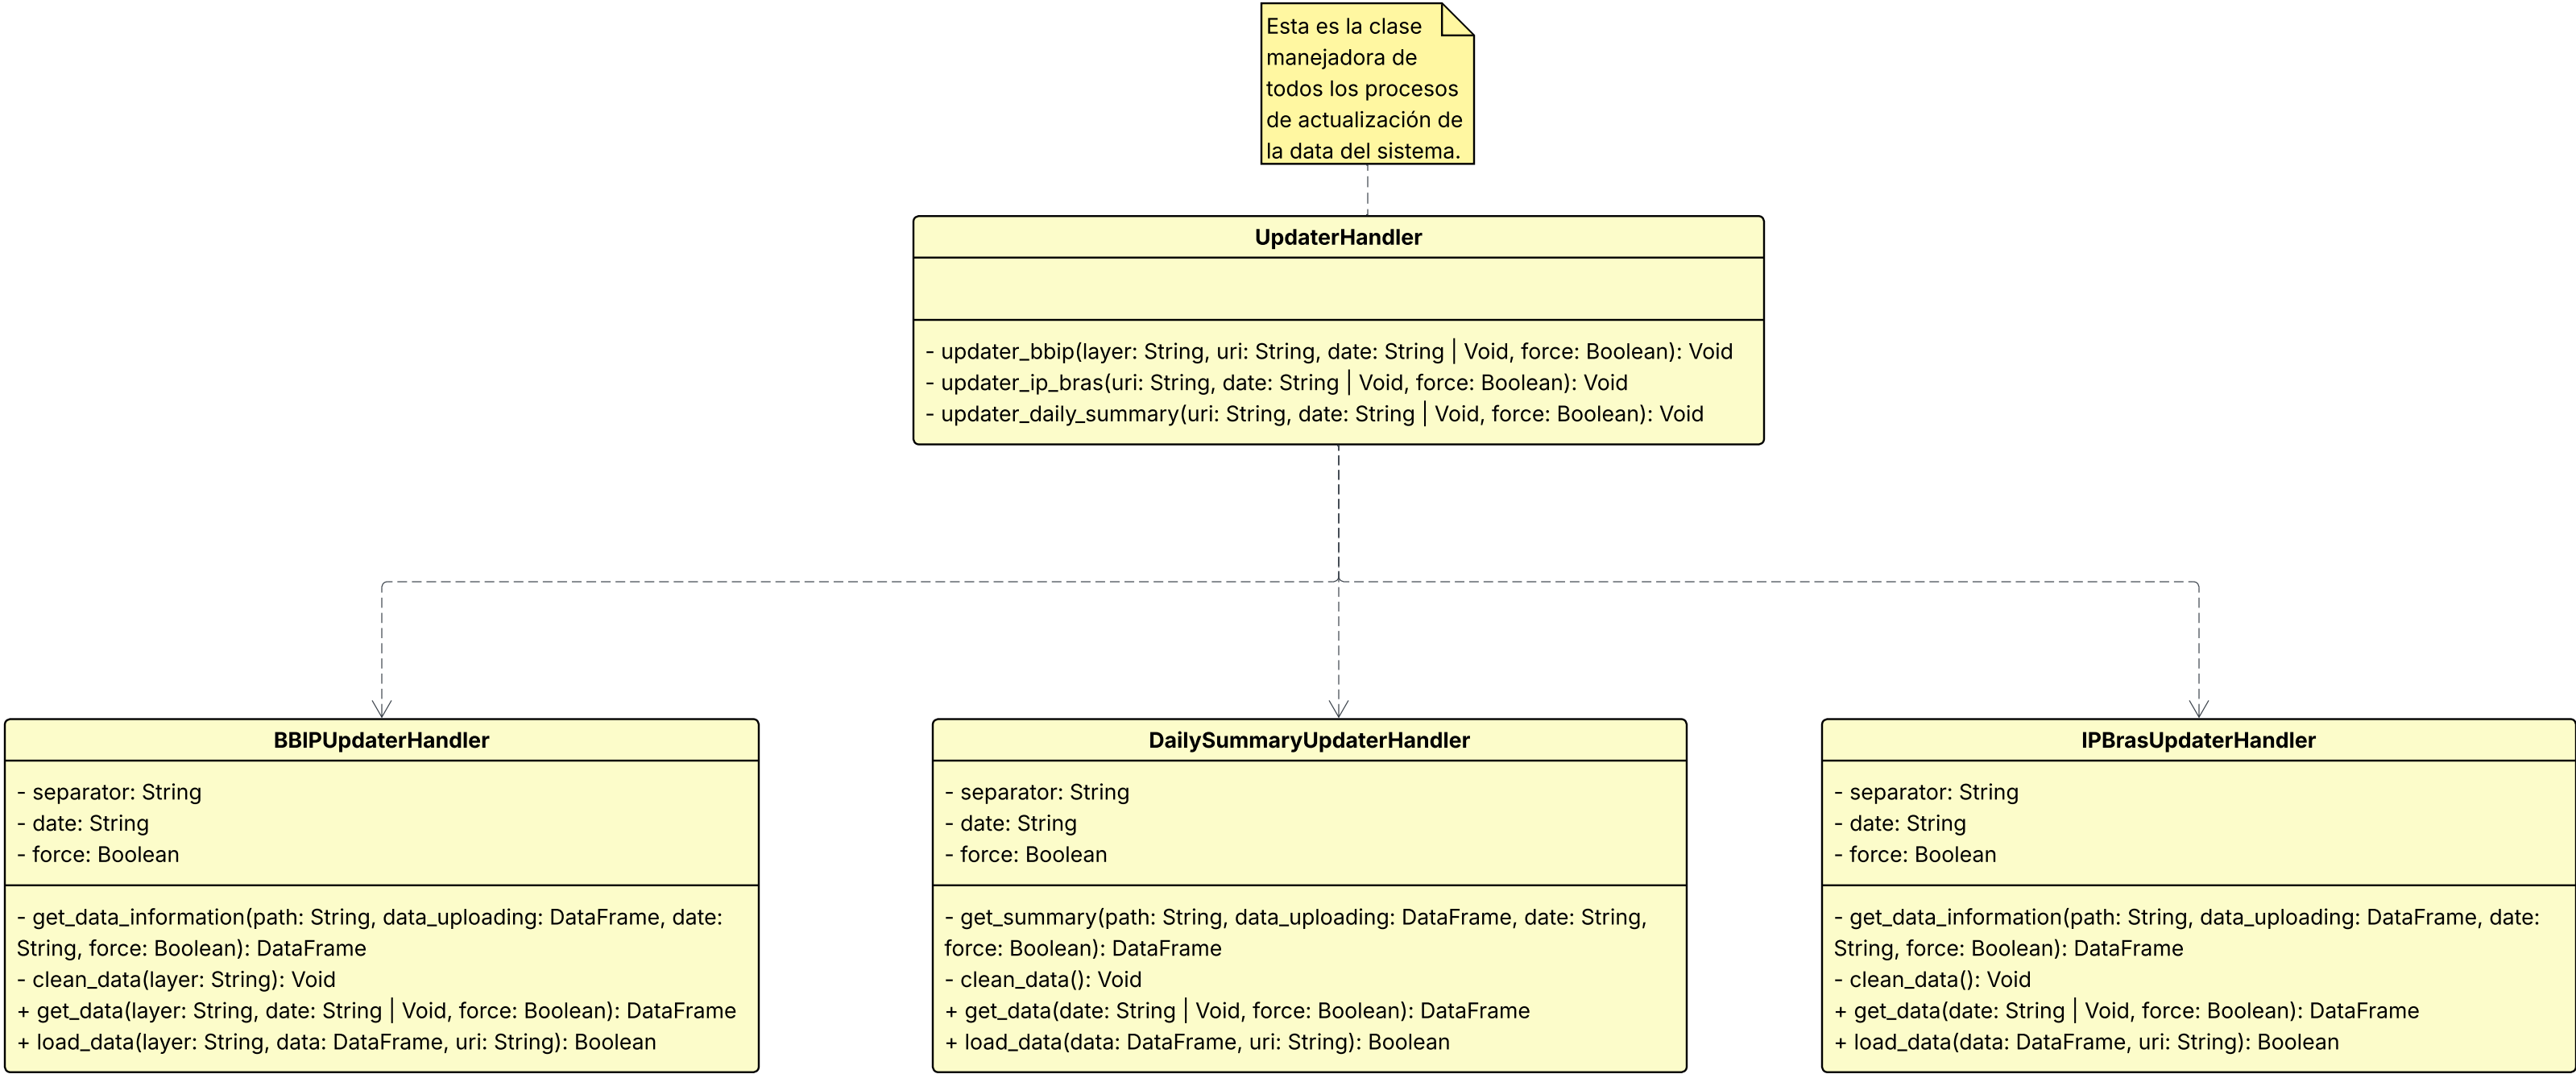 Esta es la clase
manejadora de
todos los procesos
de actualización de
la data del sistema.
UpdaterHandler
- updater_bbip(layer: String, uri: String, date: String | Void, force: Boolean): Void
- updater_ip_bras(uri: String, date: String | Void, force: Boolean): Void
- updater_daily_summary(uri: String, date: String | Void, force: Boolean): Void
BBIPUpdaterHandler
- separator: String
- date: String
- force: Boolean
- get_data_information(path: String, data_uploading: DataFrame, date:
String, force: Boolean): DataFrame
- clean_data(layer: String): Void
+ get_data(layer: String, date: String | Void, force: Boolean): DataFrame
+ load_data(layer: String, data: DataFrame, uri: String): Boolean
DailySummaryUpdaterHandler
- separator: String
- date: String
- force: Boolean
- get_summary(path: String, data_uploading: DataFrame, date: String,
force: Boolean): DataFrame
- clean_data(): Void
+ get_data(date: String | Void, force: Boolean): DataFrame
+ load_data(data: DataFrame, uri: String): Boolean
IPBrasUpdaterHandler
- separator: String
- date: String
- force: Boolean
- get_data_information(path: String, data_uploading: DataFrame, date:
String, force: Boolean): DataFrame
- clean_data(): Void
+ get_data(date: String | Void, force: Boolean): DataFrame
+ load_data(data: DataFrame, uri: String): Boolean